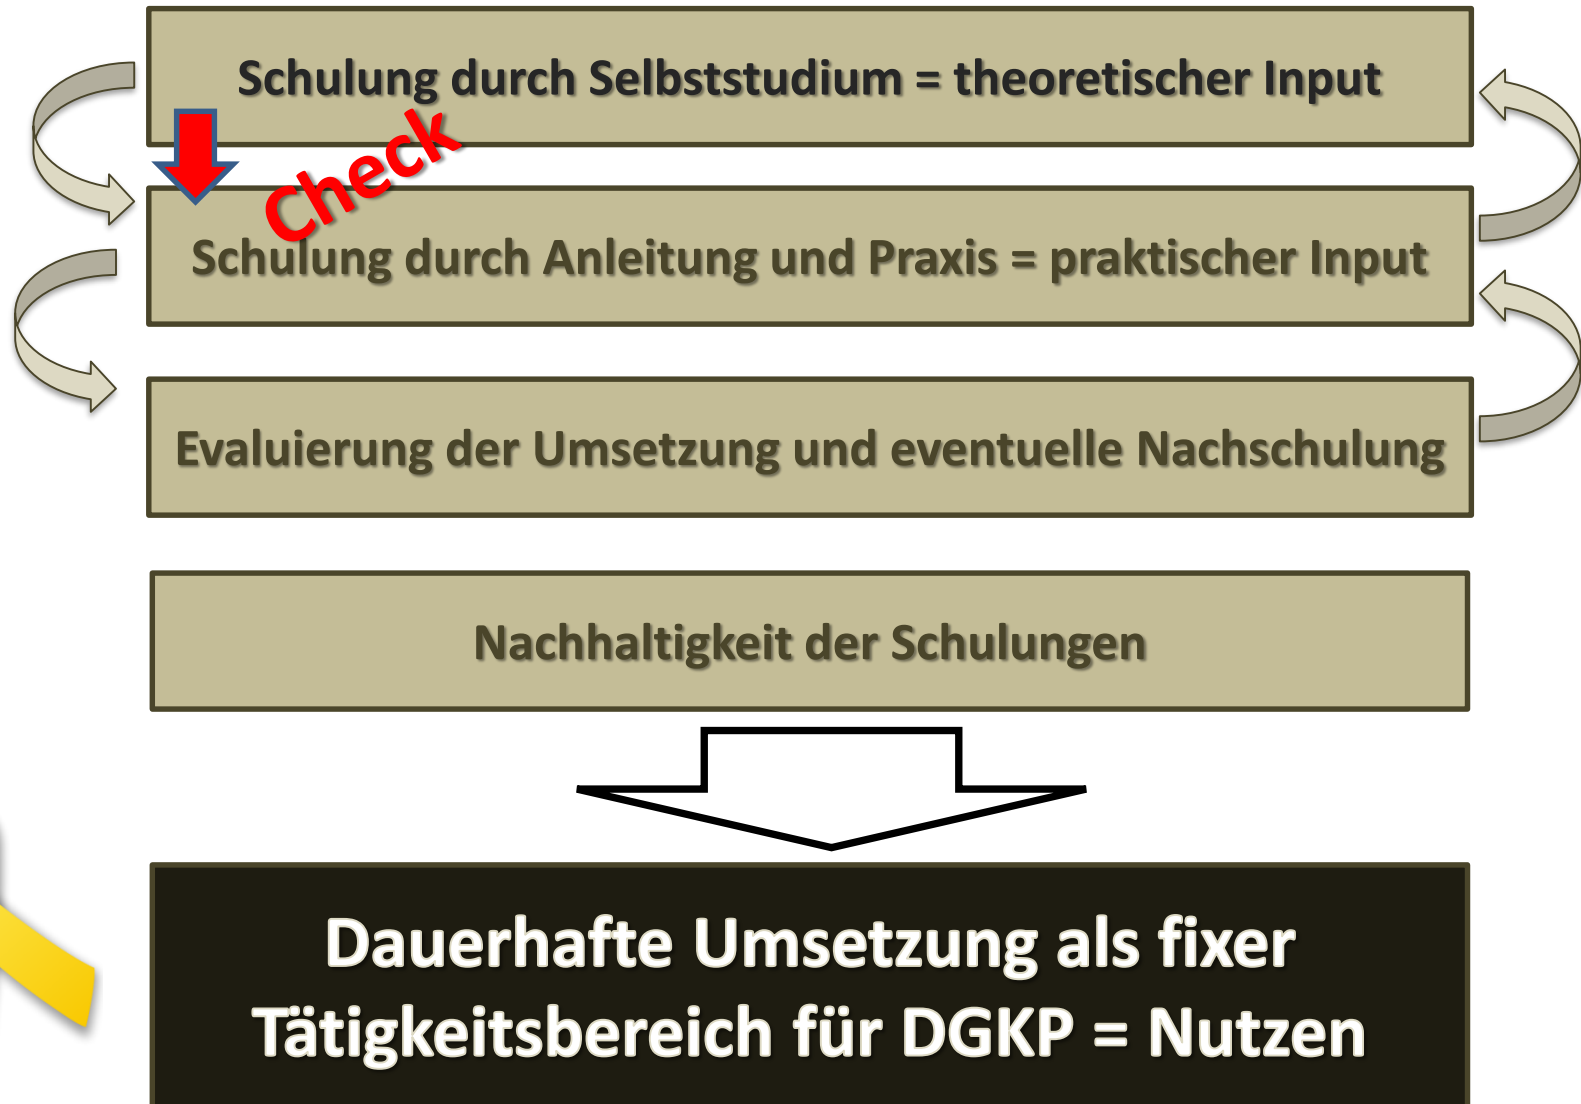 Schulung durch Selbststudium = theoretischer Input
Check
Schulung durch Anleitung und Praxis = praktischer Input
Evaluierung der Umsetzung und eventuelle Nachschulung
Nachhaltigkeit der Schulungen
Dauerhafte Umsetzung als fixer
Tätigkeitsbereich für DGKP = Nutzen